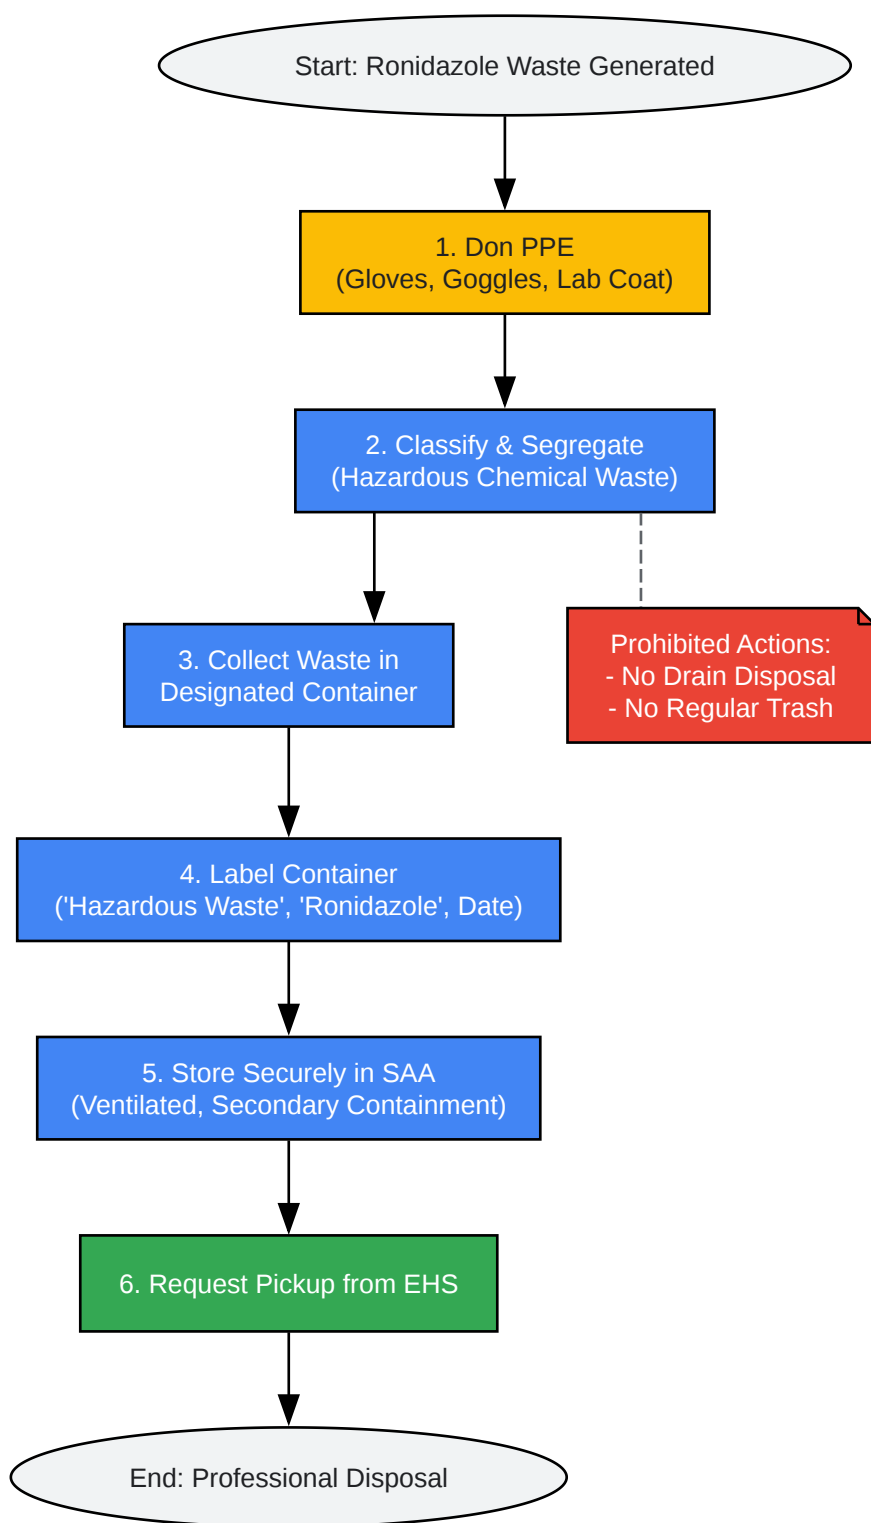 Start: Ronidazole Waste Generated
1. Don PPE
(Gloves, Goggles, Lab Coat)
2. Classify & Segregate
(Hazardous Chemical Waste)
3. Collect Waste in
Designated Container
Prohibited Actions:
- No Drain Disposal
- No Regular Trash
4. Label Container
('Hazardous Waste', 'Ronidazole', Date)
5. Store Securely in SAA
(Ventilated, Secondary Containment)
6. Request Pickup from EHS
End: Professional Disposal